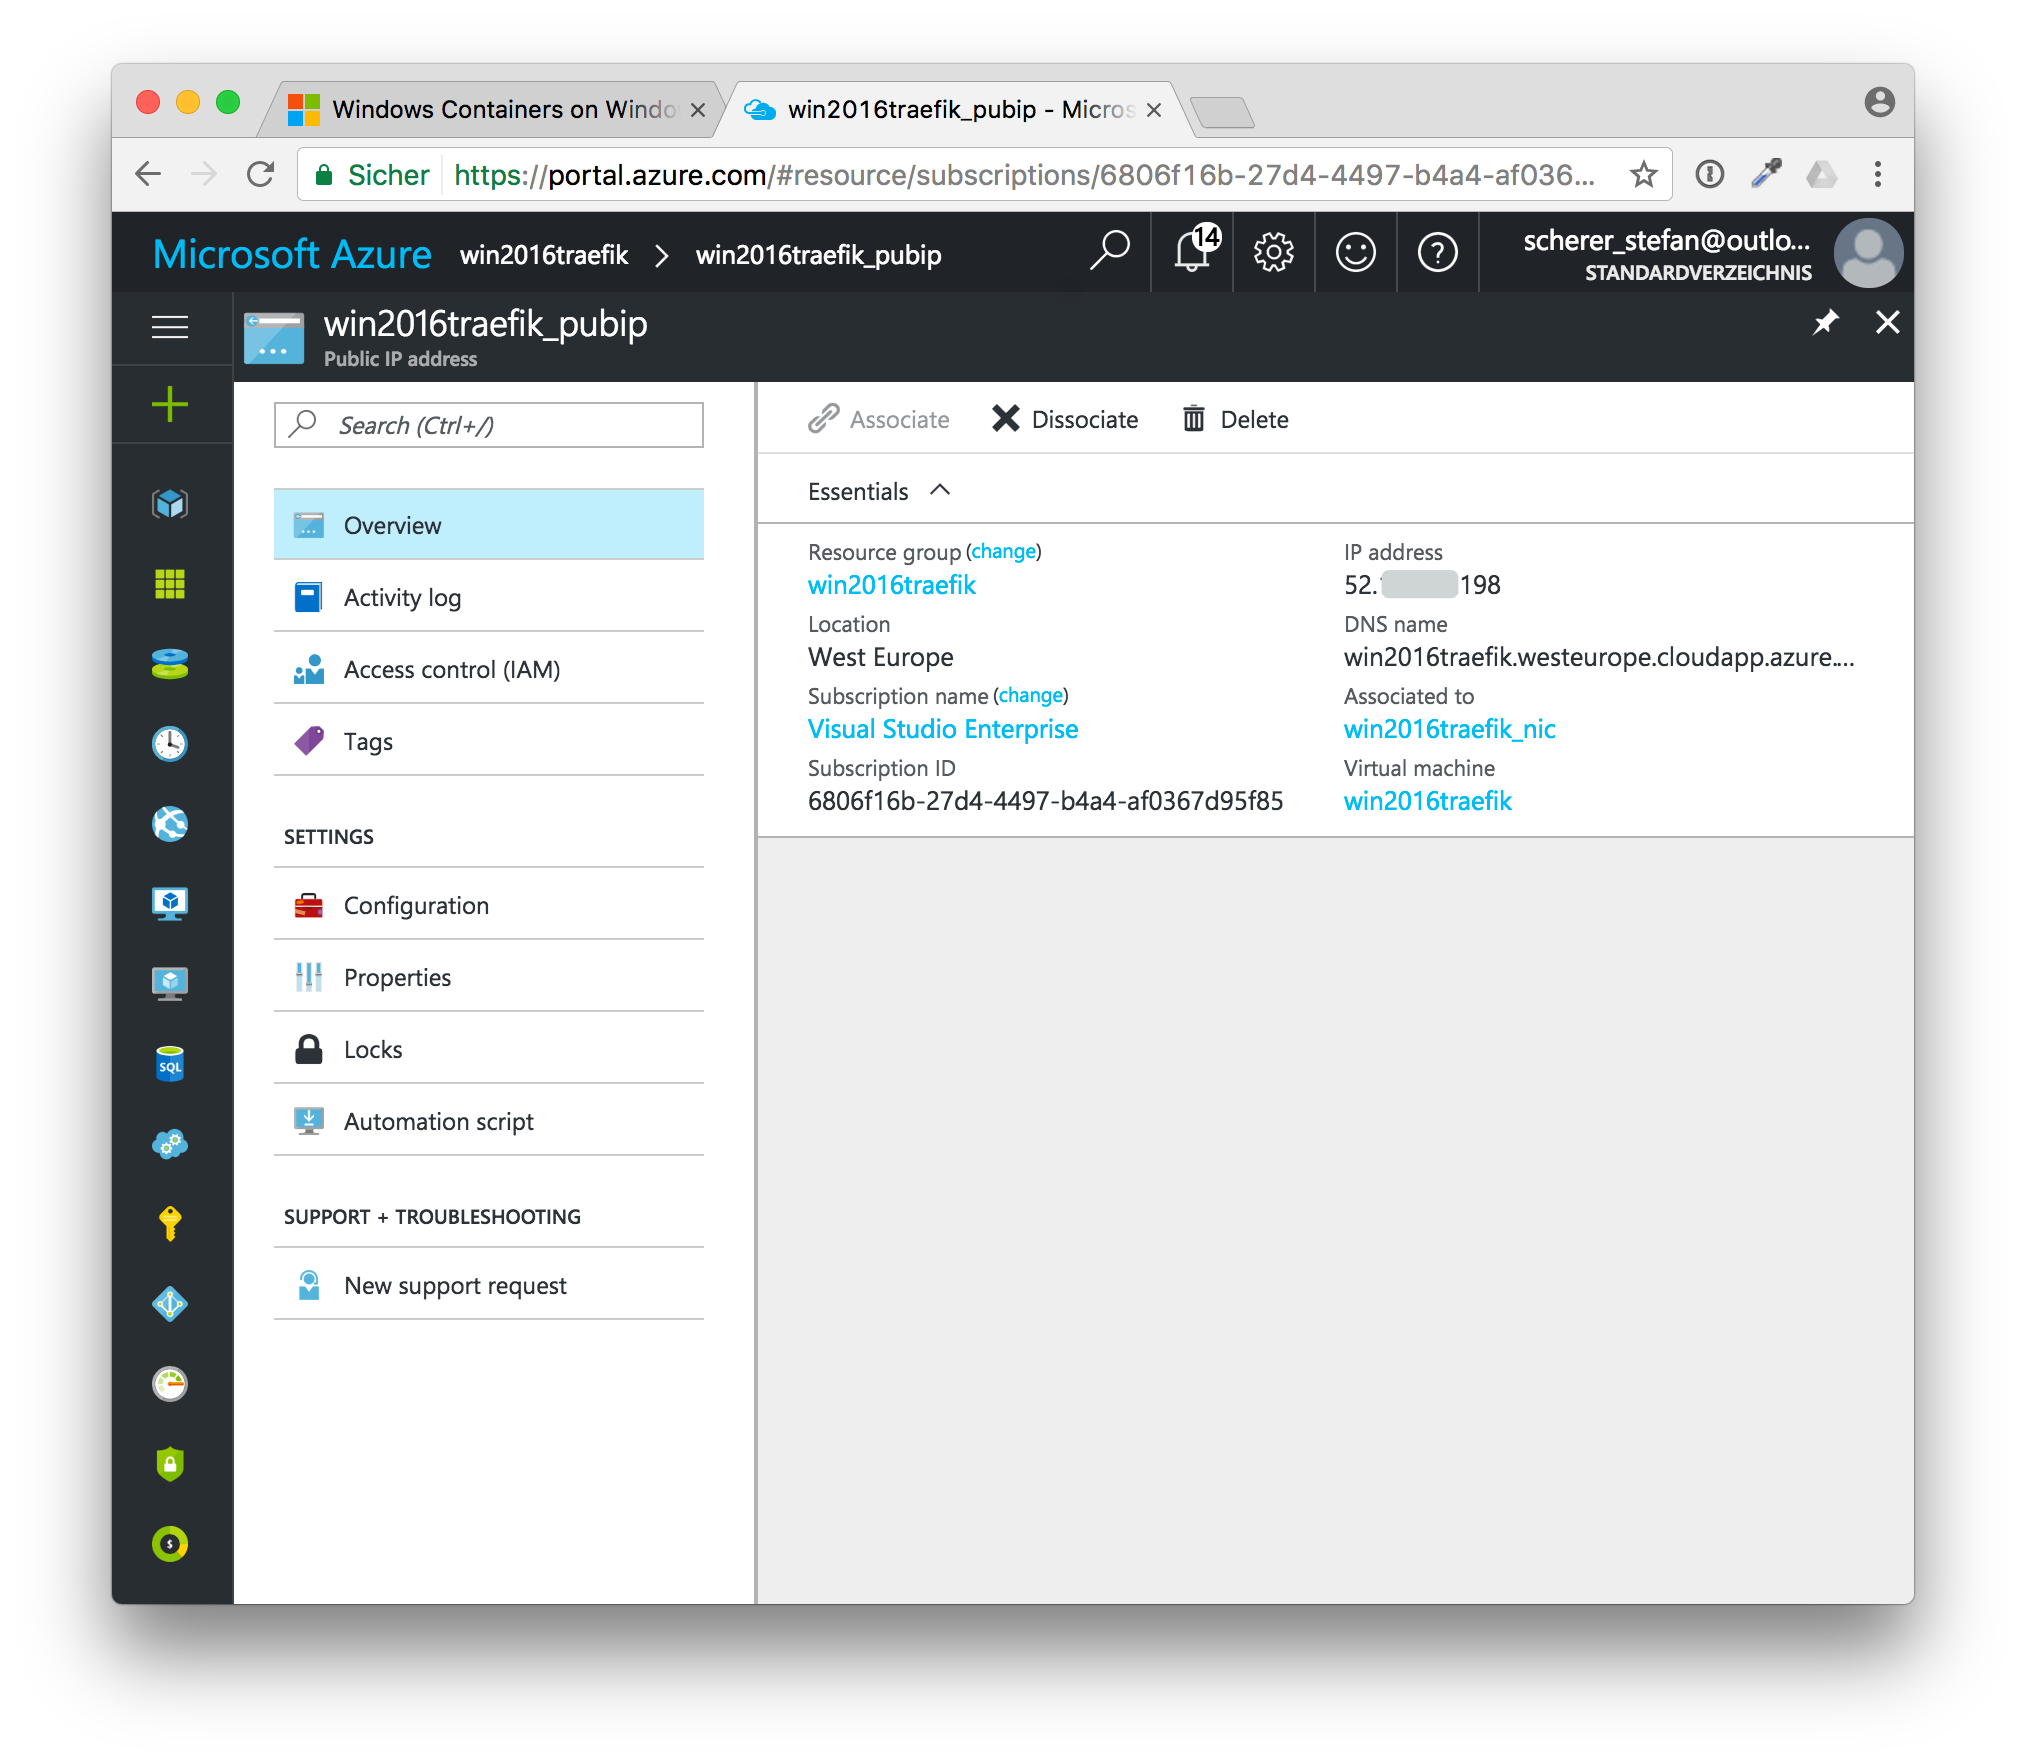 Windows Containers on Windo
win2016traefik_pubip - Micros
Sicher https://portal.azure.com/#resource/subscriptions/6806f16b-27d4-4497-b4a4-af036...
Microsoft Azure win2016traefik > win2016traefik_pubip
14
scherer_stefan@outlo...
STANDARDVERZEICHNIS
win2016traefik_pubip
Public IP address
Search (Ctrl+/)
Overview
Activity log
Access control (IAM)
Tags
SETTINGS
Configuration
Properties
Locks
Automation script
SUPPORT + TROUBLESHOOTING
New support request
Associate Dissociate Delete
Essentials
Resource group (change)
win2016traefik
Location
West Europe
Subscription name (change)
Visual Studio Enterprise
Subscription ID
6806f16b-27d4-4497-b4a4-af0367d95f85
IP address
52. 198
DNS name
win2016traefik.westeurope.cloudapp.azure....
Associated to
win2016traefik_nic
Virtual machine
win2016traefik
SQL
$